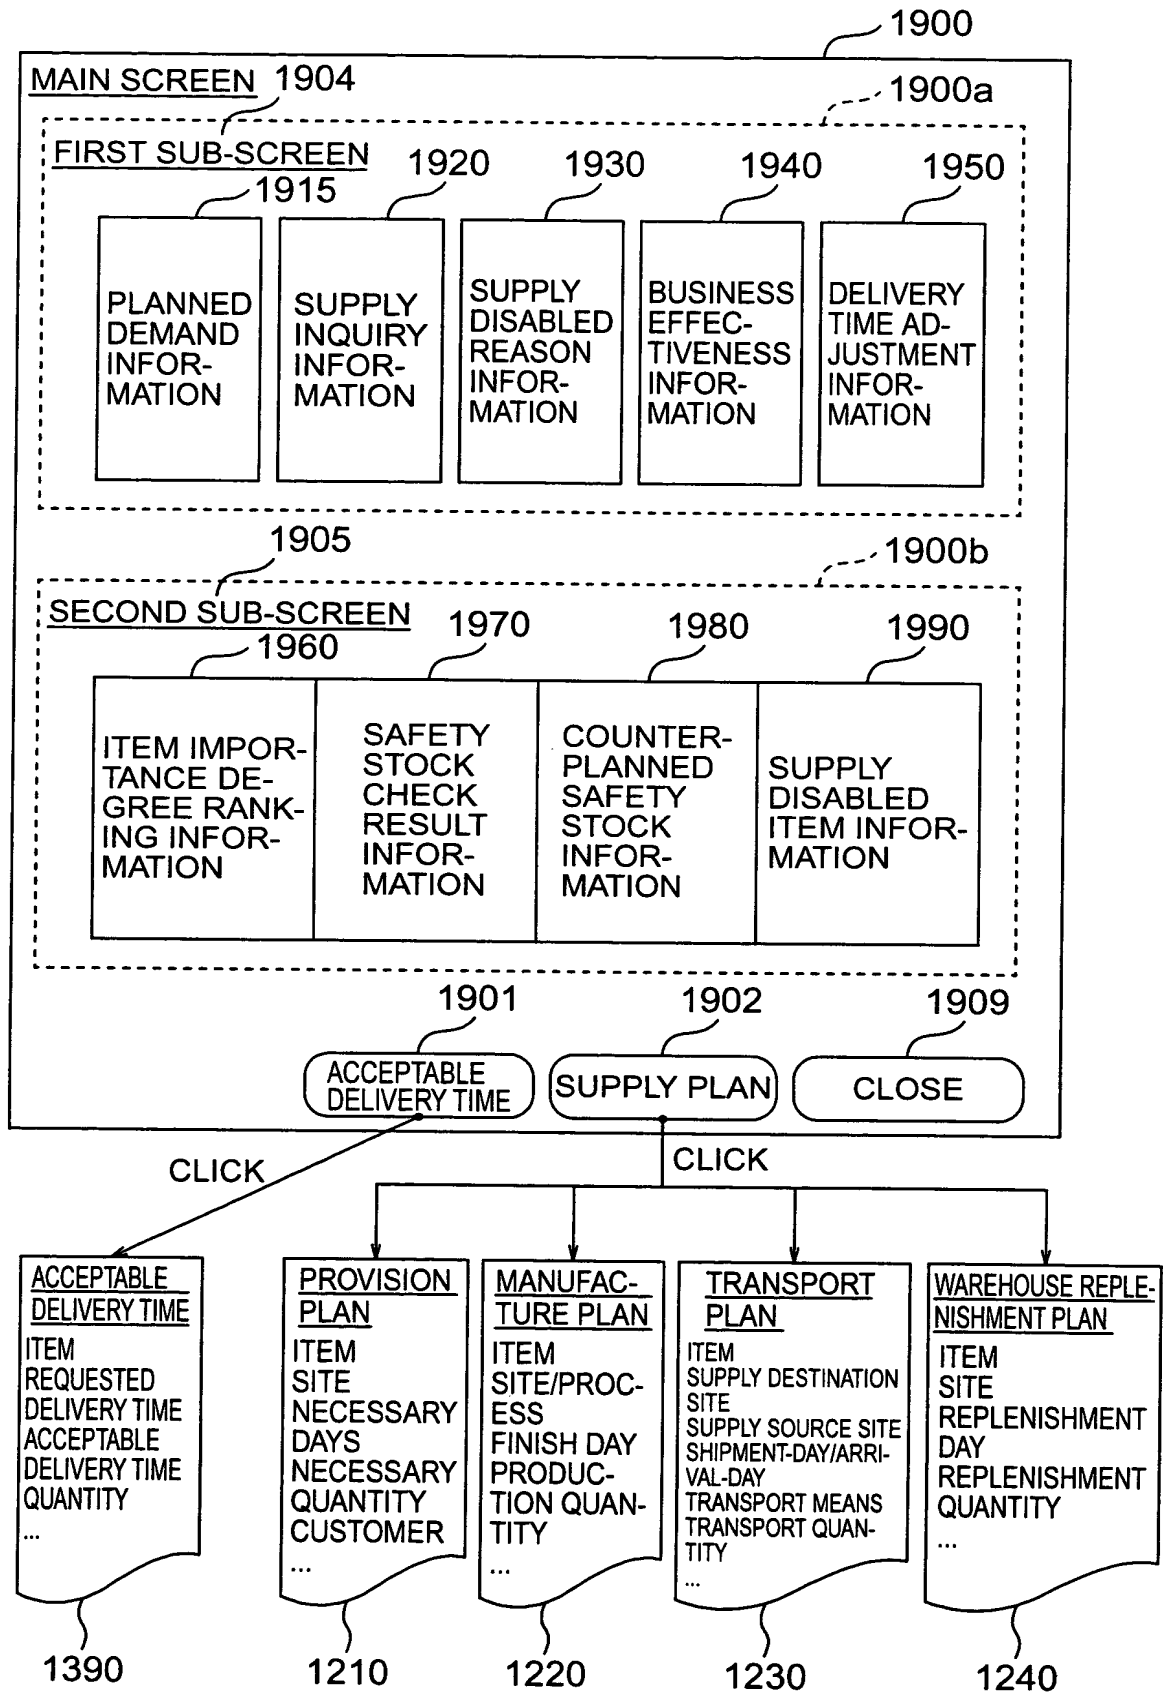 1900
MAIN SCREEN
1904
1900a
FIRST SUB-SCREEN
1915
1920
1930
1940
1950
PLANNED
DEMAND
INFOR-
MATION
SUPPLY
INQUIRY
INFOR-
MATION
SUPPLY
DISABLED
REASON
INFOR-
MATION
BUSINESS
EFFEC-
TIVENESS
INFOR-
MATION
DELIVERY
TIME AD-
JUSTMENT
INFOR-
MATION
1905
1900b
SECOND SUB-SCREEN
1960
1970
1980
1990
ITEM IMPOR-
TANCE DE-
GREE RANK-
ING INFOR-
MATION
SAFETY
STOCK
CHECK
RESULT
INFOR-
MATION
COUNTER-
PLANNED
SAFETY
STOCK
INFOR-
MATION
SUPPLY
DISABLED
ITEM INFOR-
MATION
1901
1902
1909
ACCEPTABLE
DELIVERY TIME
SUPPLY PLAN
CLOSE
CLICK
CLICK
ACCEPTABLE
DELIVERY TIME
ITEM
REQUESTED
DELIVERY TIME
ACCEPTABLE
DELIVERY TIME
QUANTITY
...
PROVISION
PLAN
ITEM
SITE
NECESSARY
DAYS
NECESSARY
QUANTITY
CUSTOMER
...
MANUFAC-
TURE PLAN
ITEM
SITE/PROC-
ESS
FINISH DAY
PRODUC-
TION QUAN-
TITY
...
TRANSPORT
PLAN
ITEM
SUPPLY DESTINATION
SITE
SUPPLY SOURCE SITE
SHIPMENT-DAY/ARRI-
VAL-DAY
TRANSPORT MEANS
TRANSPORT QUAN-
TITY
...
WAREHOUSE REPLE-
NISHMENT PLAN
ITEM
SITE
REPLENISHMENT
DAY
REPLENISHMENT
QUANTITY
...
1390
1210
1220
1230
1240